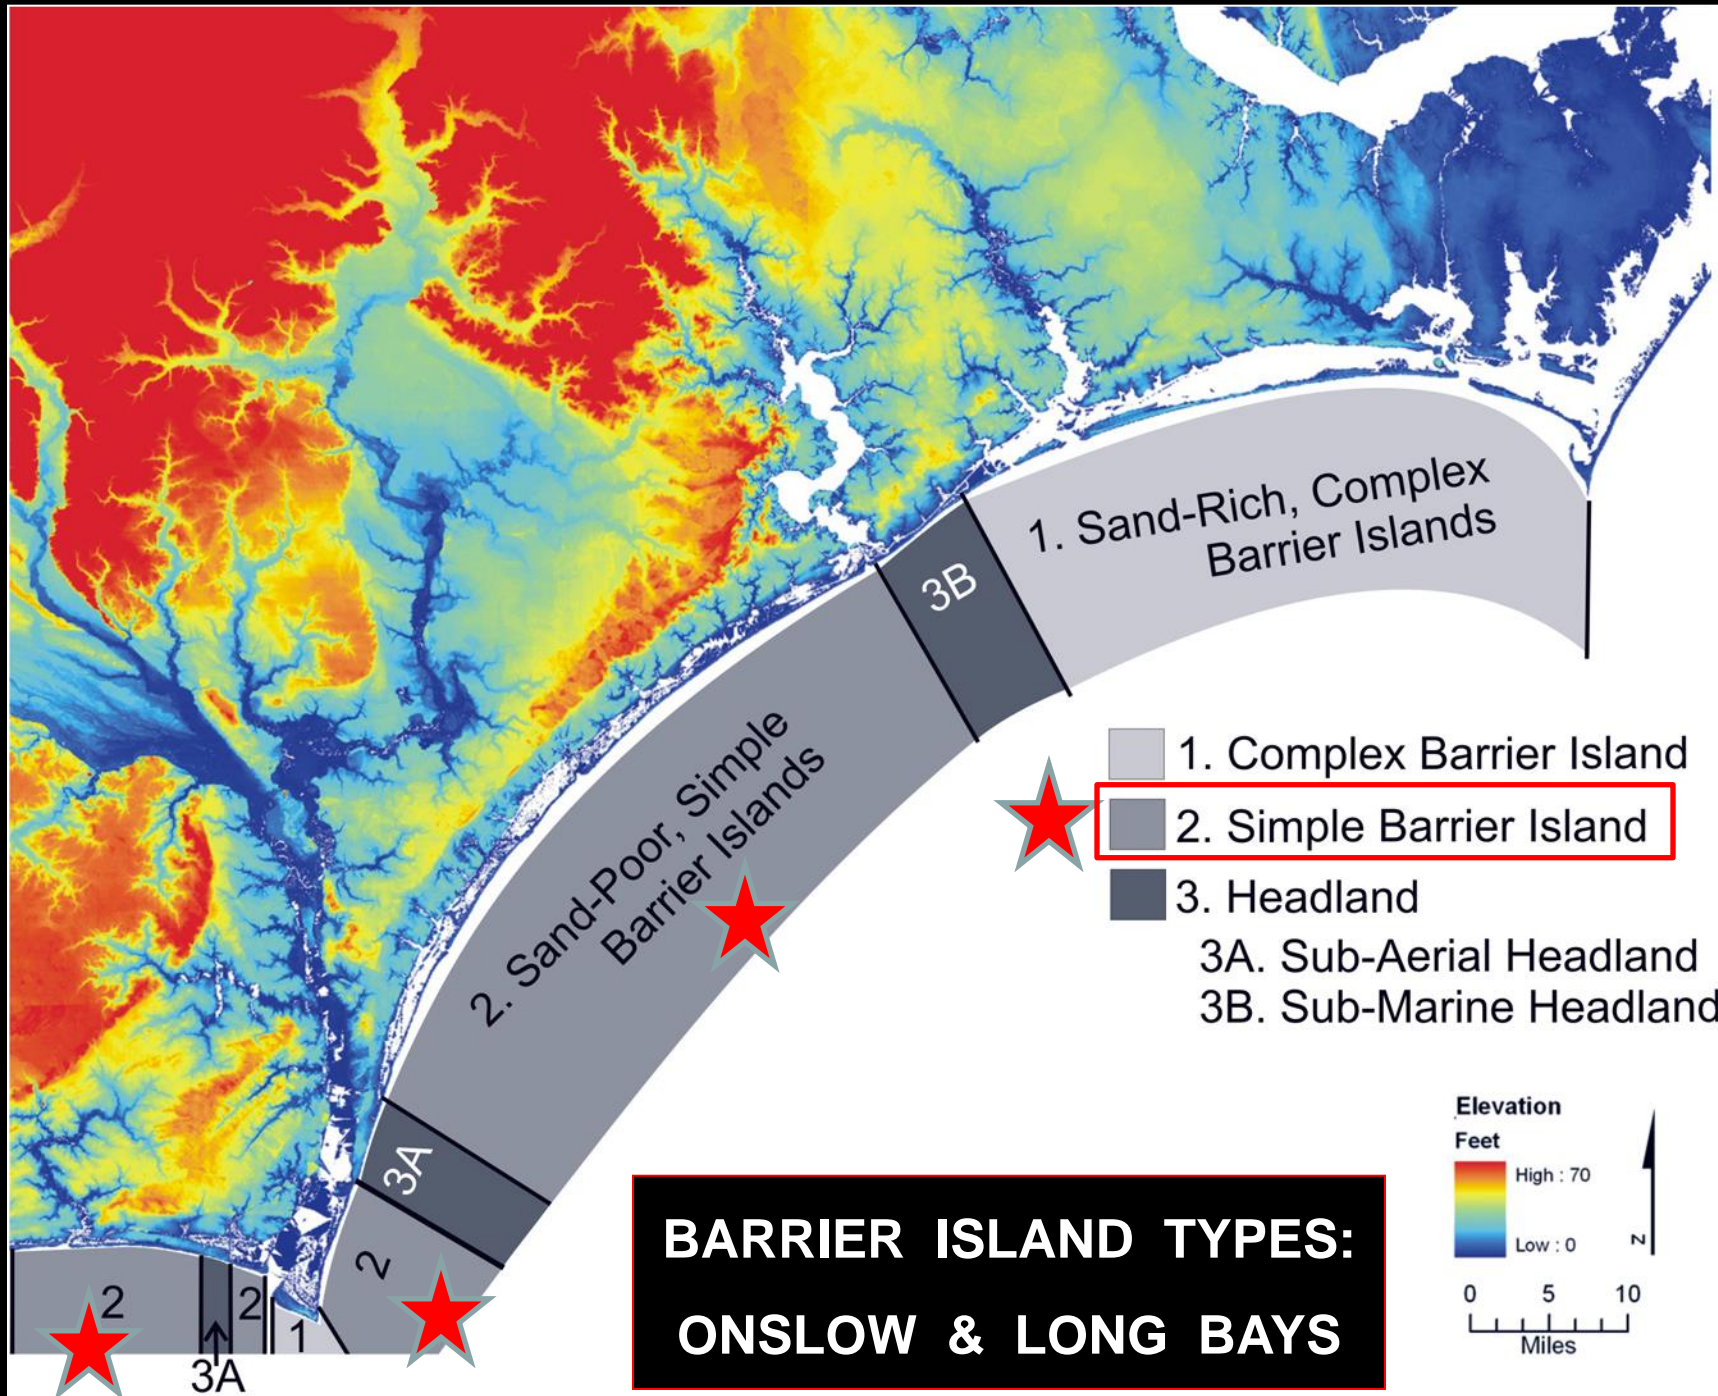 1. Sand-Rich, Complex
Barrier Islands
3B
2. Sand-Poor, Simple
Barrier Islands
3A
2
2
2
1
3A
1. Complex Barrier Island
2. Simple Barrier Island
3. Headland
3A. Sub-Aerial Headland
3B. Sub-Marine Headland
Elevation
Feet
High : 70
Low : 0
N
0 5 10
Miles
BARRIER ISLAND TYPES:
ONSLOW & LONG BAYS